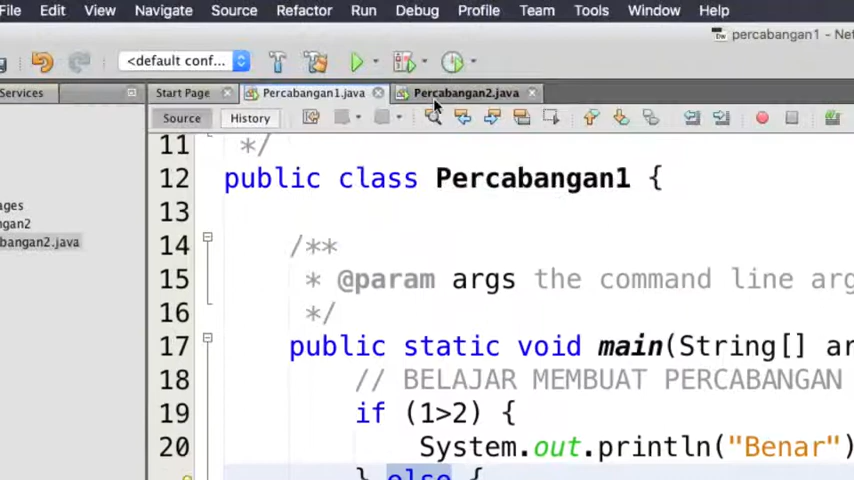 File Edit View Navigate Source Refactor Run Debug Profile Team Tools Window Help
percabangan1 - Net
<default conf...
Services Start Page Percabangan1.java Percabangan2.java
Source History
11 */
12 public class Percabangan1 {
13
14 /**
ages
15 * @param args the command line arg
ngan2
bangan2.java
16 */
17 public static void main(String[] ar
18 // BELAJAR MEMBUAT PERCABANGAN
19 if (1>2) {
20 System.out.println("Benar")
} else {